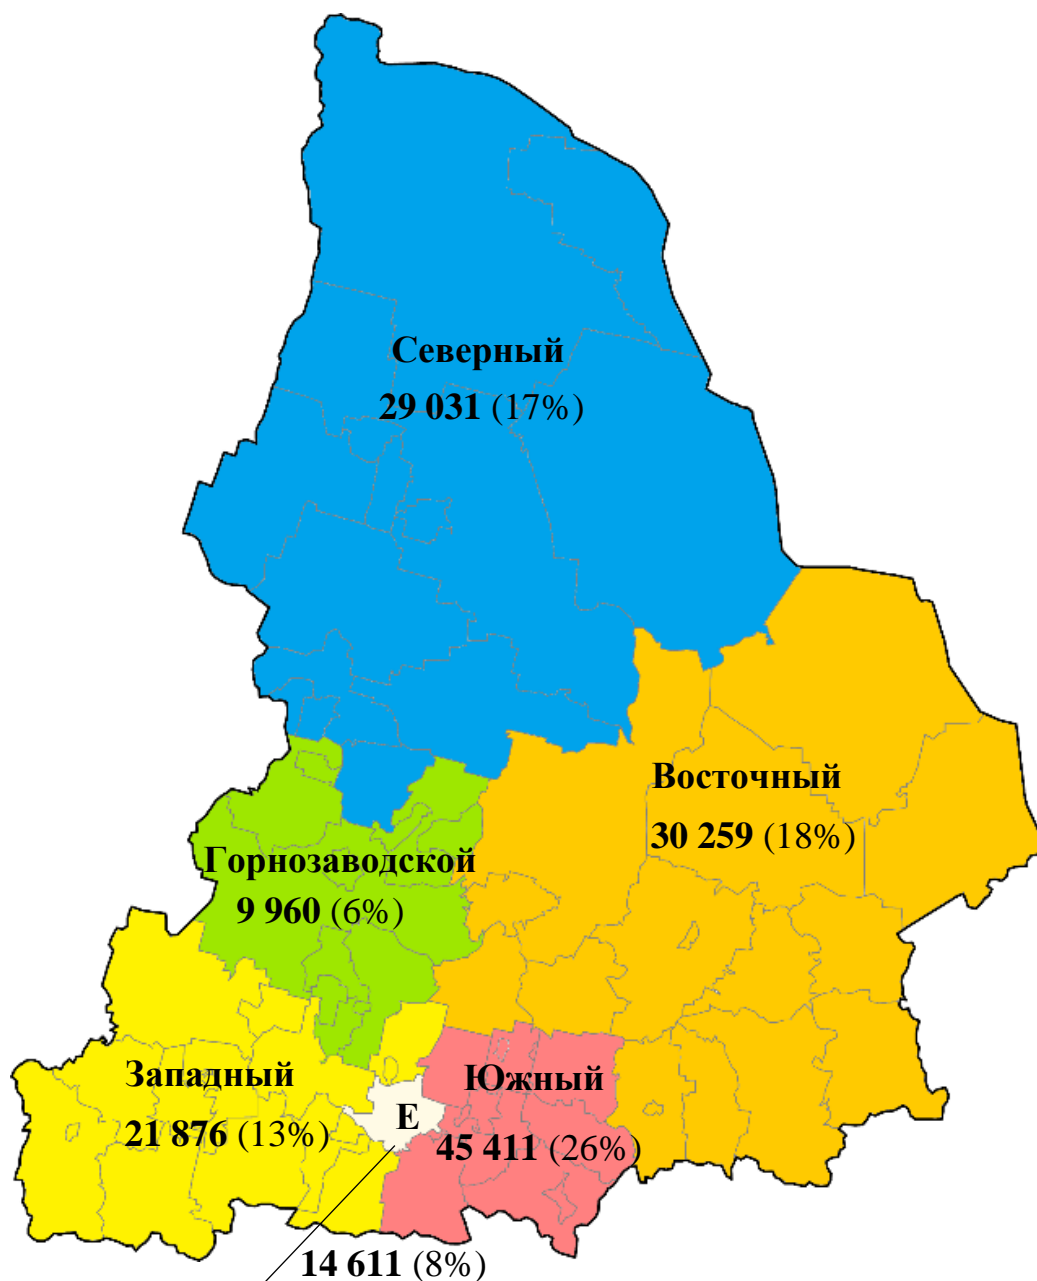 Северный
29 031 (17%)
Восточный
30 259 (18%)
Горнозаводской
9 960 (6%)
Западный
21 876 (13%)
Е
Южный
45 411 (26%)
14 611 (8%)